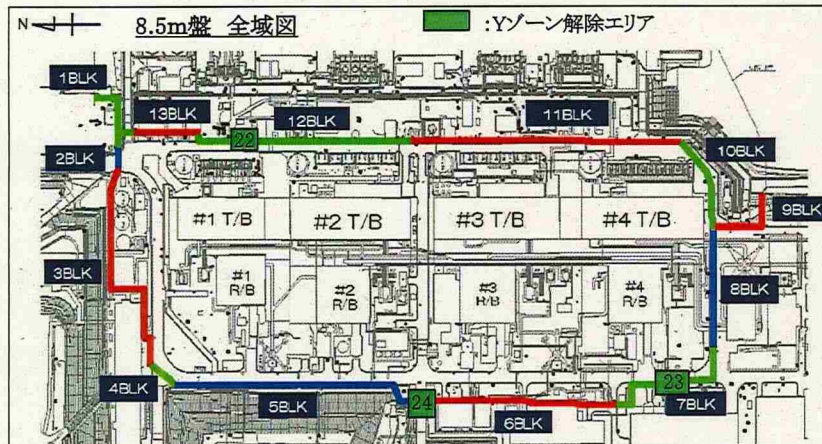 N 8.5m盤 全域図 :Yゾーン解除エリア
1BLK
13BLK
12BLK
11BLK
22
2BLK
10BLK
9BLK
#1 T/B
#2 T/B
#3 T/B
#4 T/B
3BLK
#1
R/B
#2
R/B
#3
R/B
#4
R/B
8BLK
4BLK
5BLK
24
6BLK
23
7BLK